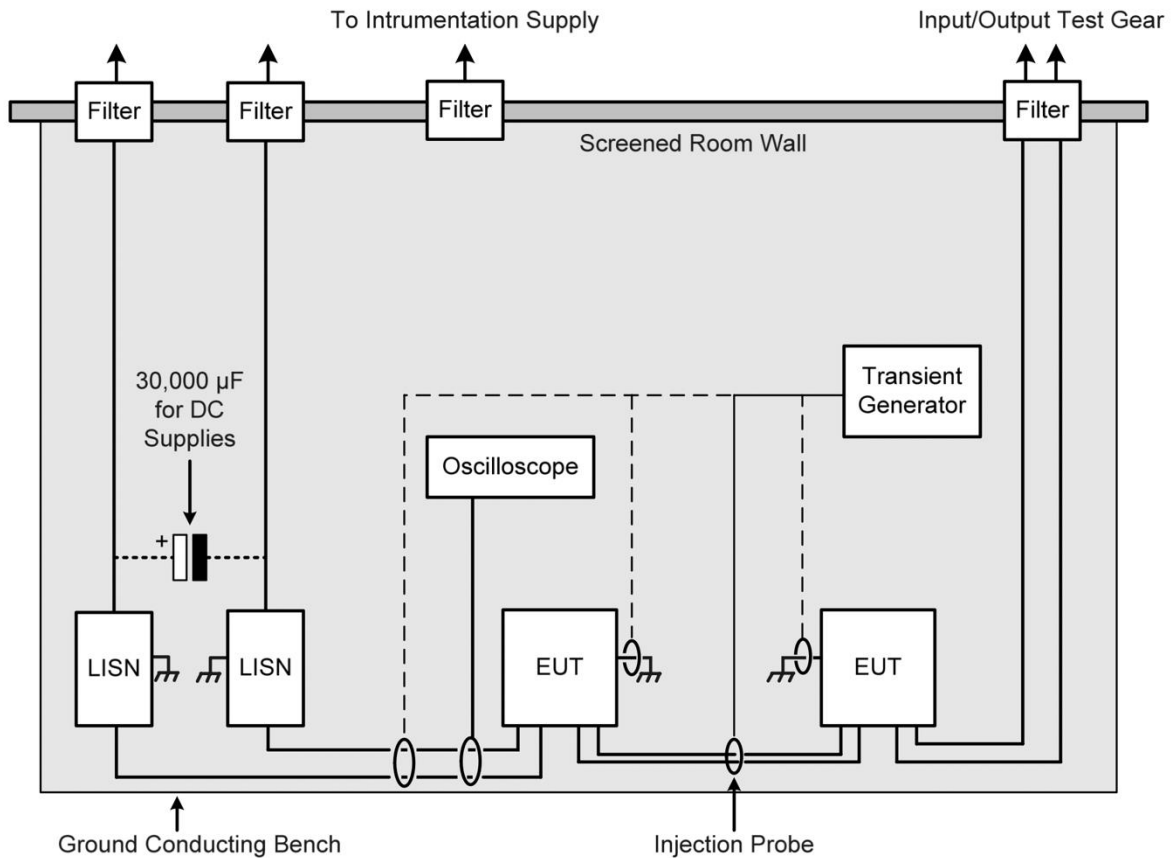 To Intrumentation Supply
Input/Output Test Gear
Filter
Filter
Filter
Filter
Screened Room Wall
30,000 µF
for DC
Supplies
Transient
Generator
Oscilloscope
+
LISN
LISN
EUT
EUT
Ground Conducting Bench
Injection Probe